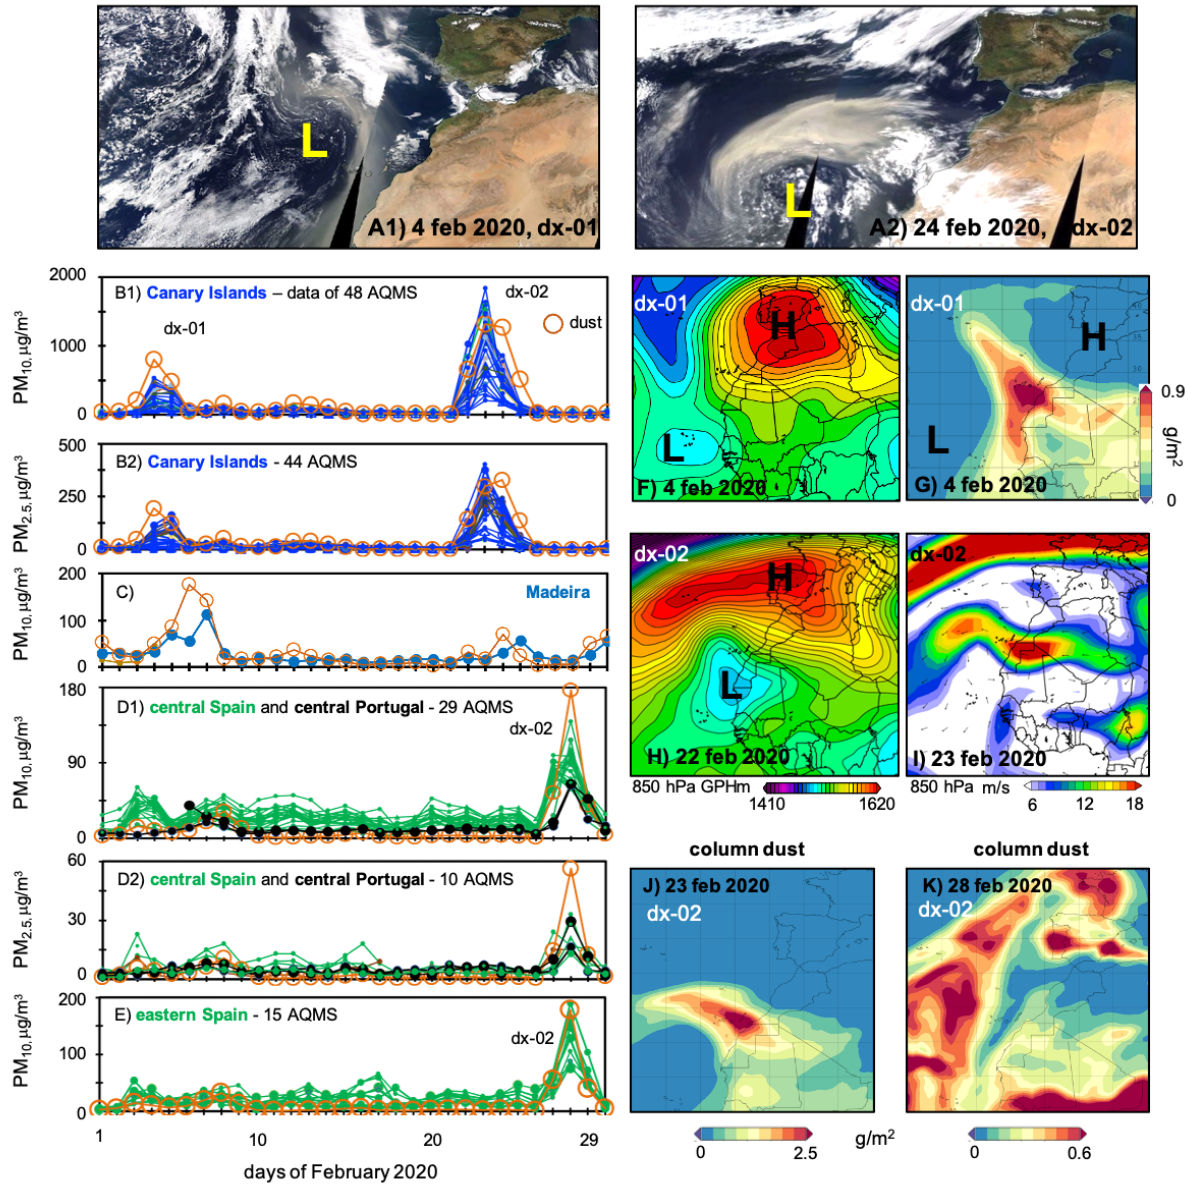 L
A1) 4 feb 2020, dx-01
L
A2) 24 feb 2020, dx-02
PM10, µg/m³
2000
1000
0
B1) Canary Islands – data of 48 AQMS
dx-01
dx-02
dust
PM2.5, µg/m³
500
250
0
B2) Canary Islands - 44 AQMS
PM10, µg/m³
200
100
0
C)
Madeira
PM10, µg/m³
180
90
0
D1) central Spain and central Portugal - 29 AQMS
dx-02
PM2.5, µg/m³
60
30
0
D2) central Spain and central Portugal - 10 AQMS
PM10, µg/m³
200
100
0
E) eastern Spain - 15 AQMS
dx-02
1
10
20
29
days of February 2020
dx-01
H
L
F) 4 feb 2020
dx-01
H
L
G) 4 feb 2020
0.9
g/m²
0
dx-02
H
L
H) 22 feb 2020
850 hPa GPHm
1410
1620
dx-02
I) 23 feb 2020
850 hPa m/s
6
12
18
column dust
J) 23 feb 2020
dx-02
0
2.5
g/m²
column dust
K) 28 feb 2020
dx-02
0
0.6